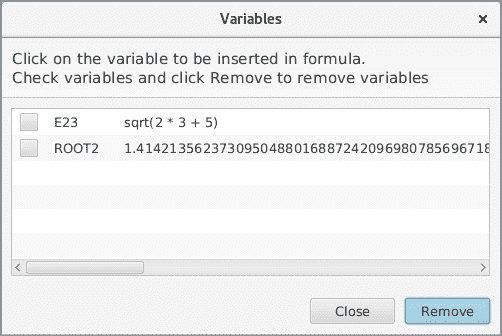 Variables
Click on the variable to be inserted in formula.
Check variables and click Remove to remove variables
E23 sqrt(2 * 3 + 5)
ROOT2 1.4142135623730950488016887242096980785696718
Close Remove